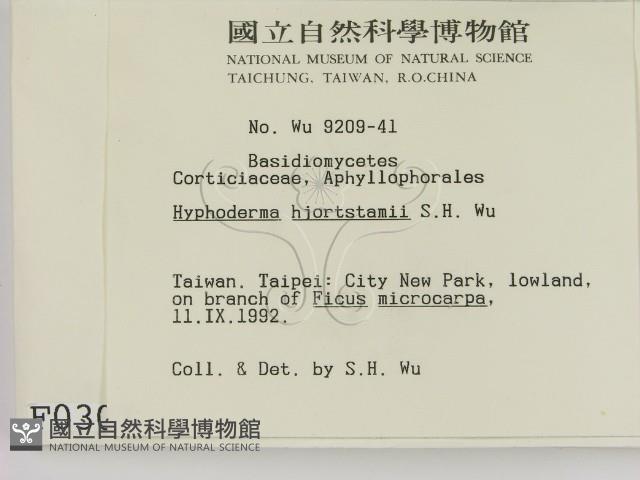 國立自然科學博物館
NATIONAL MUSEUM OF NATURAL SCIENCE
TAICHUNG, TAIWAN, R.O.CHINA
No. Wu 9209-41
Basidiomycetes
Corticiaceae, Aphyllophorales
Hyphoderma hjortstamii S.H. Wu
Taiwan. Taipei: City New Park, lowland,
on branch of Ficus microcarpa,
11.IX.1992.
Coll. & Det. by S.H. Wu
F030
國立自然科學博物館
NATIONAL MUSEUM OF NATURAL SCIENCE